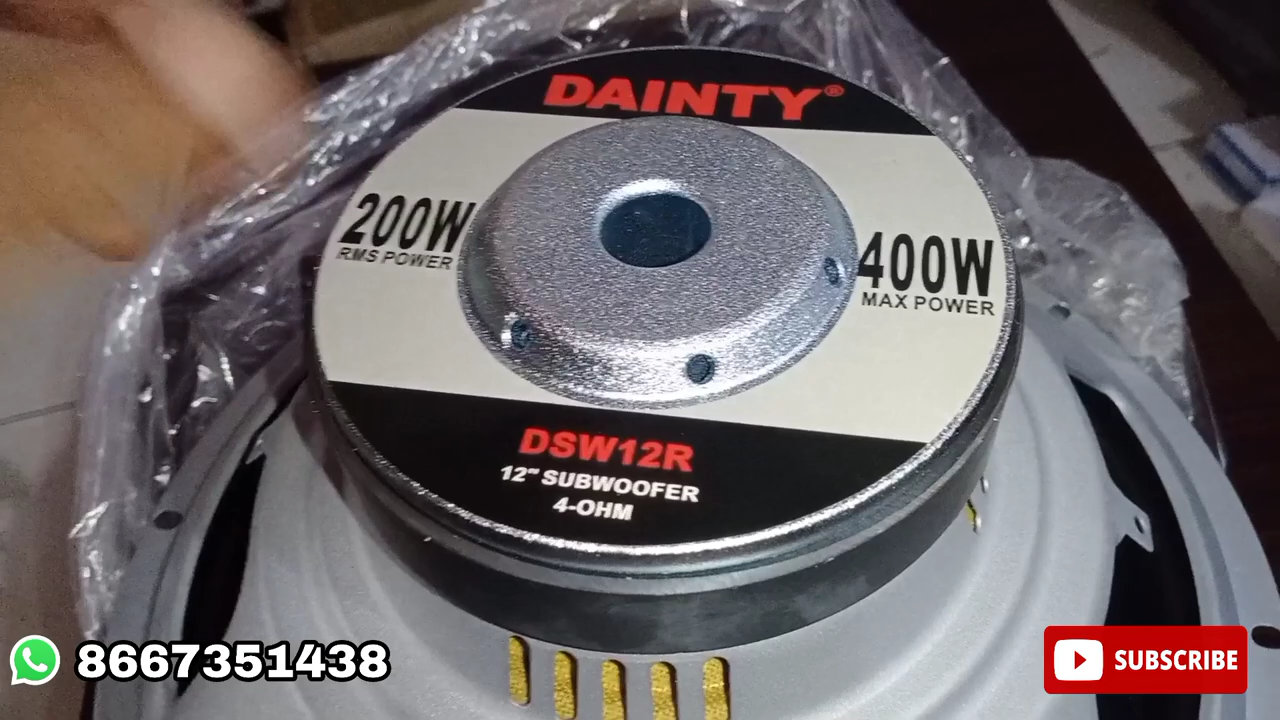 DAINTY®
200W
RMS POWER
400W
MAX POWER
DSW12R
12" SUBWOOFER
4-OHM
8667351438
SUBSCRIBE